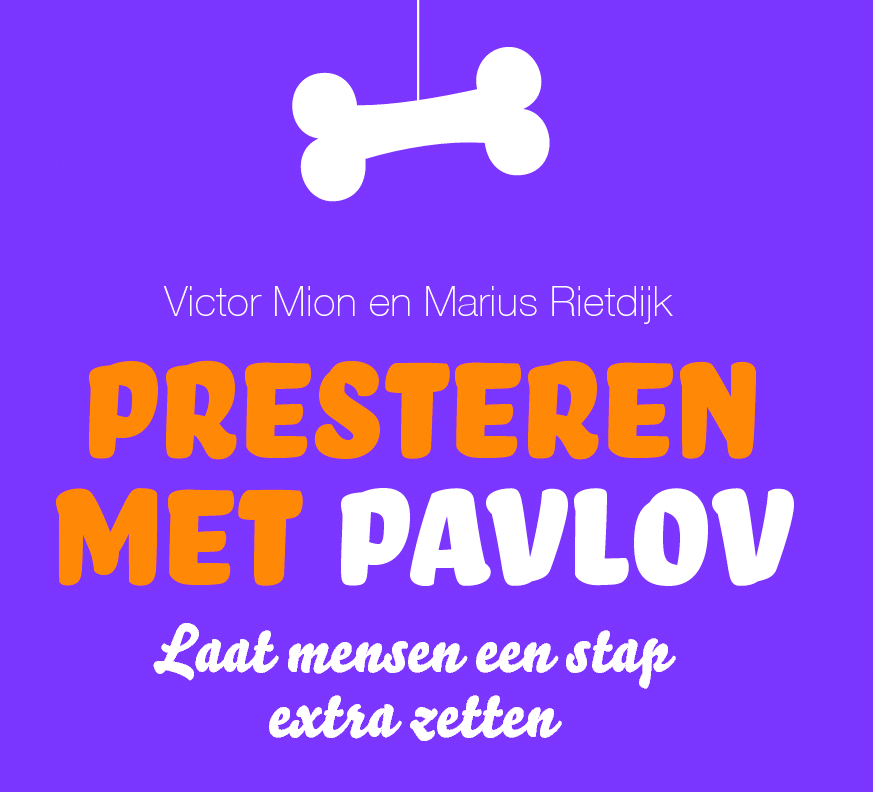 Victor Mion en Marius Rietdijk
PRESTEREN
MET PAVLOV
Laat mensen een stap
extra zetten